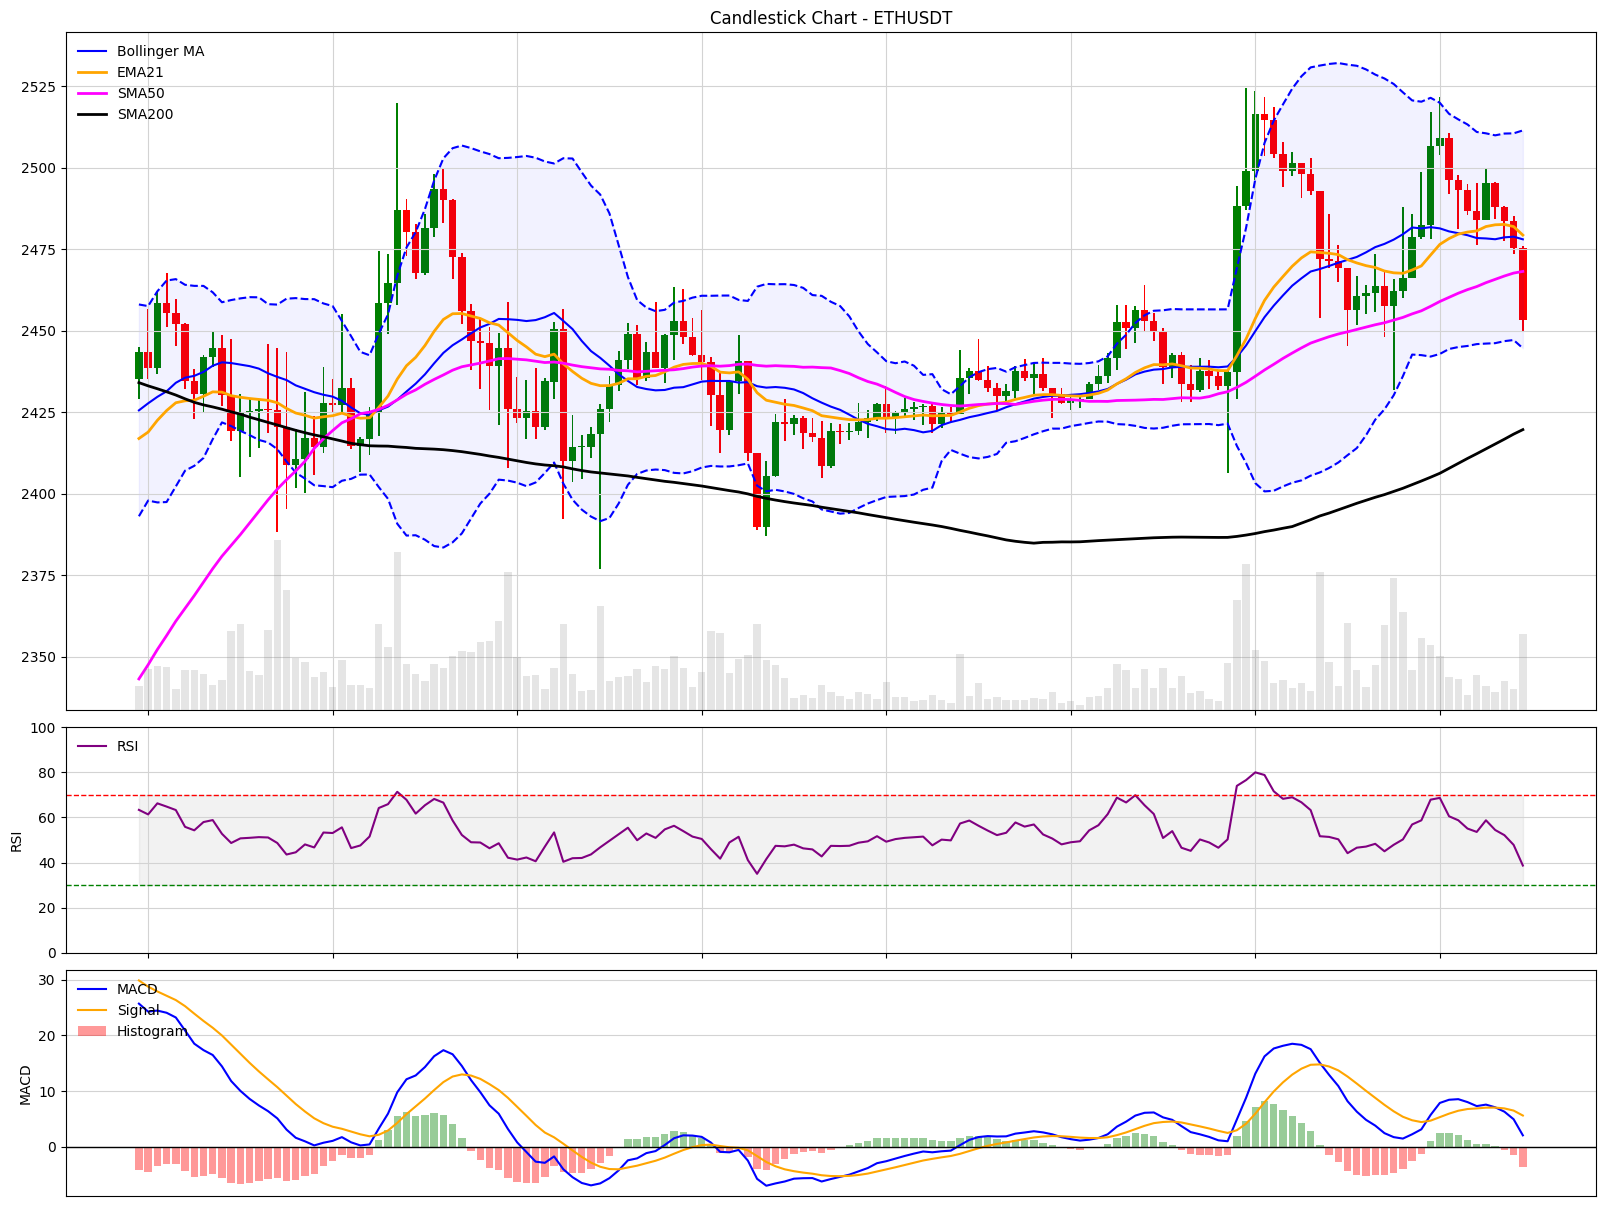 Candlestick Chart - ETHUSDT
Bollinger MA
EMA21
SMA50
SMA200
2525
2500
2475
2450
2425
2400
2375
2350
RSI
100
80
60
40
20
0
RSI
MACD
Signal
Histogram
30
20
10
0
MACD